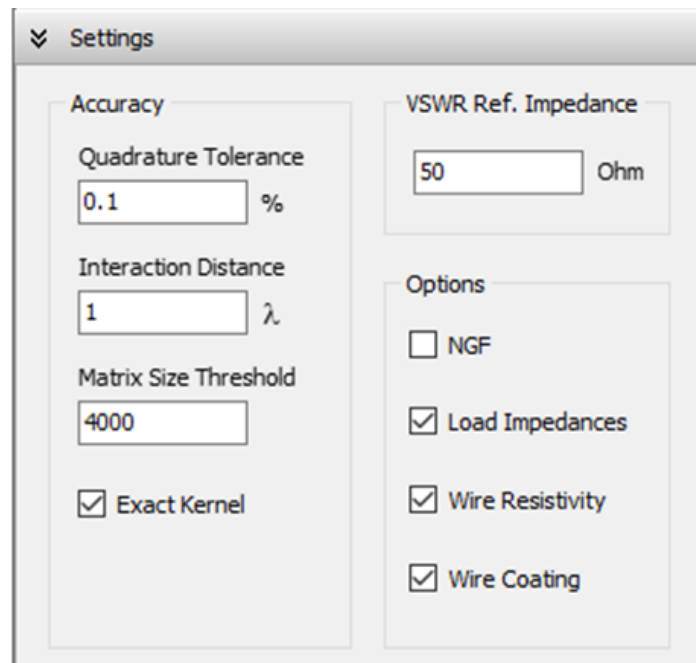 Settings
Accuracy
Quadrature Tolerance
0.1 %
Interaction Distance
1 λ
Matrix Size Threshold
4000
Exact Kernel
VSWR Ref. Impedance
50 Ohm
Options
NGF
Load Impedances
Wire Resistivity
Wire Coating